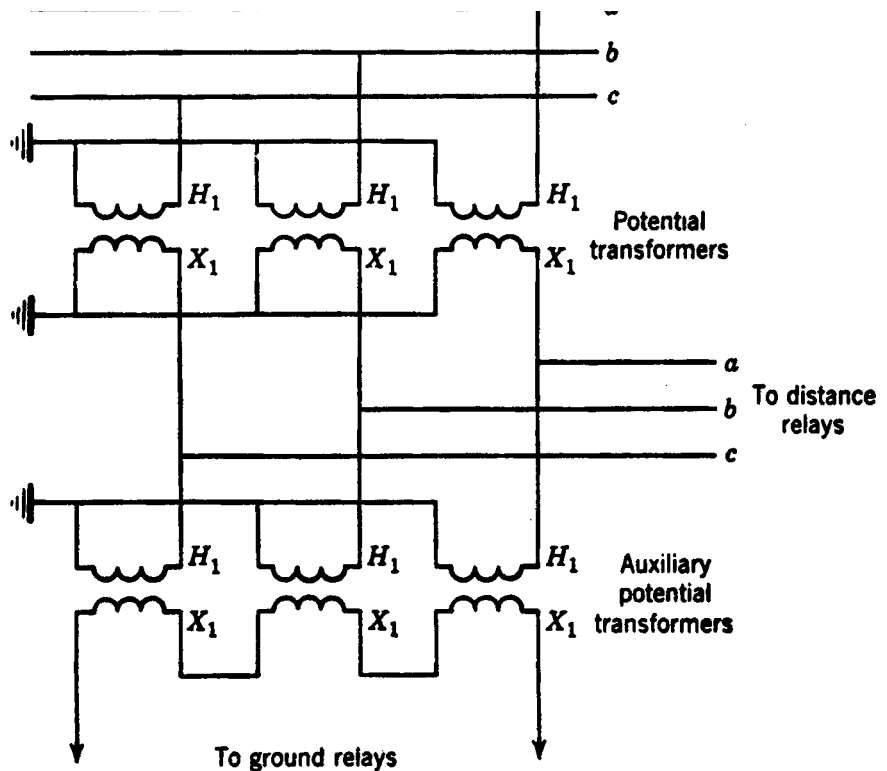 a
b
c
H₁ H₁ H₁
Potential
transformers
X₁ X₁ X₁
a
b
To distance
relays
c
H₁ H₁ H₁
Auxiliary
potential
transformers
X₁ X₁ X₁
To ground relays